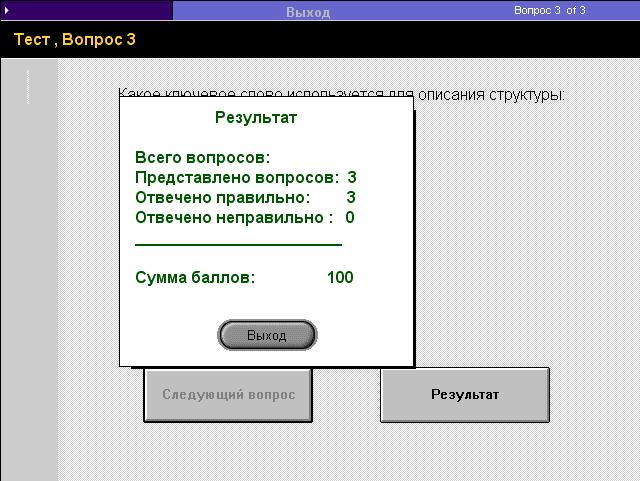 Выход
Вопрос 3 of 3
Тест , Вопрос 3
Какое ключевое слово используется для описания структуры:
Результат
Всего вопросов:
Представлено вопросов: 3
Отвечено правильно: 3
Отвечено неправильно : 0
Сумма баллов: 100
Выход
Следующий вопрос
Результат